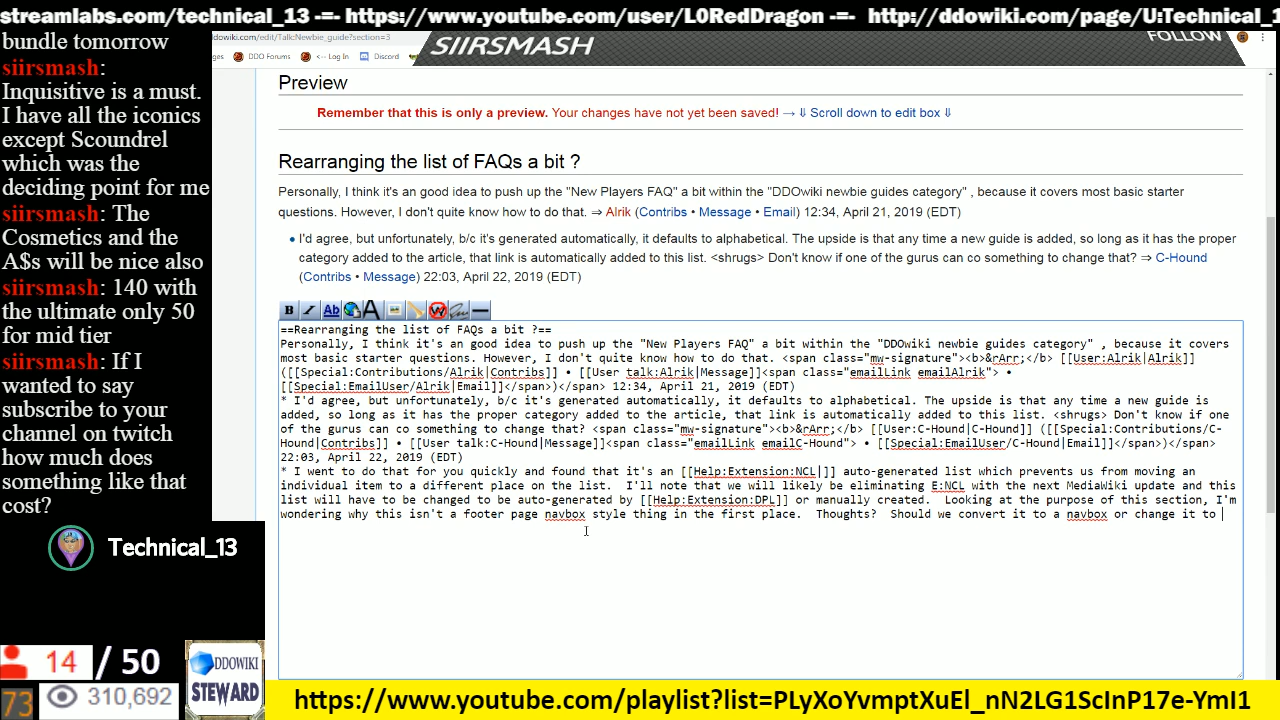 streamlabs.com/technical_13 -=- https://www.youtube.com/user/L0RedDragon -=- http://ddowiki.com/page/U:Technical_1
bundle tomorrow
siirsmash:
Inquisitive is a must.
I have all the iconics
except Scoundrel
which was the
deciding point for me
siirsmash: The
Cosmetics and the
A$s will be nice also
siirsmash: 140 with
the ultimate only 50
for mid tier
siirsmash: If I
wanted to say
subscribe to your
channel on twitch
how much does
something like that
cost?
Technical_13
14 / 50
73 310,692
DDOWIKI
STEWARD
ddowiki.com/edit/Talk:Newbie_guide?section=3
ges DDO Forums <-- Log In Discord
SIIRSMASH
FOLLOW
Preview
Remember that this is only a preview. Your changes have not yet been saved! → ⇓ Scroll down to edit box ⇓
Rearranging the list of FAQs a bit ?
Personally, I think it's an good idea to push up the "New Players FAQ" a bit within the "DDOwiki newbie guides category" , because it covers most basic starter
questions. However, I don't quite know how to do that. ⇒ Alrik (Contribs • Message • Email) 12:34, April 21, 2019 (EDT)
• I'd agree, but unfortunately, b/c it's generated automatically, it defaults to alphabetical. The upside is that any time a new guide is added, so long as it has the proper
category added to the article, that link is automatically added to this list. <shrugs> Don't know if one of the gurus can co something to change that? ⇒ C-Hound
(Contribs • Message) 22:03, April 22, 2019 (EDT)
B I Ab A W
==Rearranging the list of FAQs a bit ?==
Personally, I think it's an good idea to push up the "New Players FAQ" a bit within the "DDOwiki newbie guides category" , because it covers
most basic starter questions. However, I don't quite know how to do that. <span class="mw-signature"><b>&rArr;</b> [[User:Alrik|Alrik]]
([[Special:Contributions/Alrik|Contribs]] • [[User talk:Alrik|Message]]<span class="emailLink emailAlrik"> •
[[Special:EmailUser/Alrik|Email]]</span>)</span> 12:34, April 21, 2019 (EDT)
* I'd agree, but unfortunately, b/c it's generated automatically, it defaults to alphabetical. The upside is that any time a new guide is
added, so long as it has the proper category added to the article, that link is automatically added to this list. <shrugs> Don't know if one
of the gurus can co something to change that? <span class="mw-signature"><b>&rArr;</b> [[User:C-Hound|C-Hound]] ([[Special:Contributions/C-
Hound|Contribs]] • [[User talk:C-Hound|Message]]<span class="emailLink emailC-Hound"> • [[Special:EmailUser/C-Hound|Email]]</span>)</span>
22:03, April 22, 2019 (EDT)
* I went to do that for you quickly and found that it's an [[Help:Extension:NCL|]] auto-generated list which prevents us from moving an
individual item to a different place on the list.  I'll note that we will likely be eliminating E:NCL with the next MediaWiki update and this
list will have to be changed to be auto-generated by [[Help:Extension:DPL]] or manually created.  Looking at the purpose of this section, I'm
wondering why this isn't a footer page navbox style thing in the first place.  Thoughts?  Should we convert it to a navbox or change it to
https://www.youtube.com/playlist?list=PLyXoYvmptXuEl_nN2LG1ScInP17e-YmI1